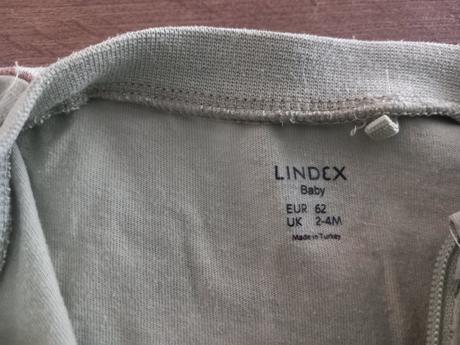 LINDEX
Baby
EUR 62
UK 2-4M
Made in Turkey